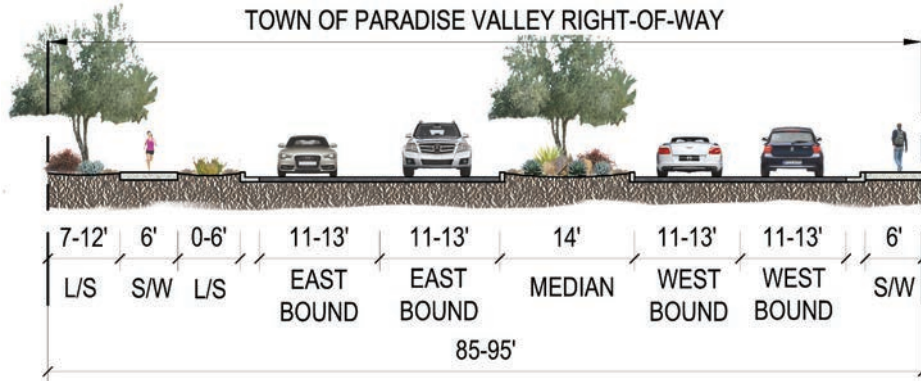 TOWN OF PARADISE VALLEY RIGHT-OF-WAY
7-12' 6' 0-6' 11-13' 11-13' 14' 11-13' 11-13' 6'
L/S S/W L/S EAST BOUND EAST BOUND MEDIAN WEST BOUND WEST BOUND S/W
85-95'